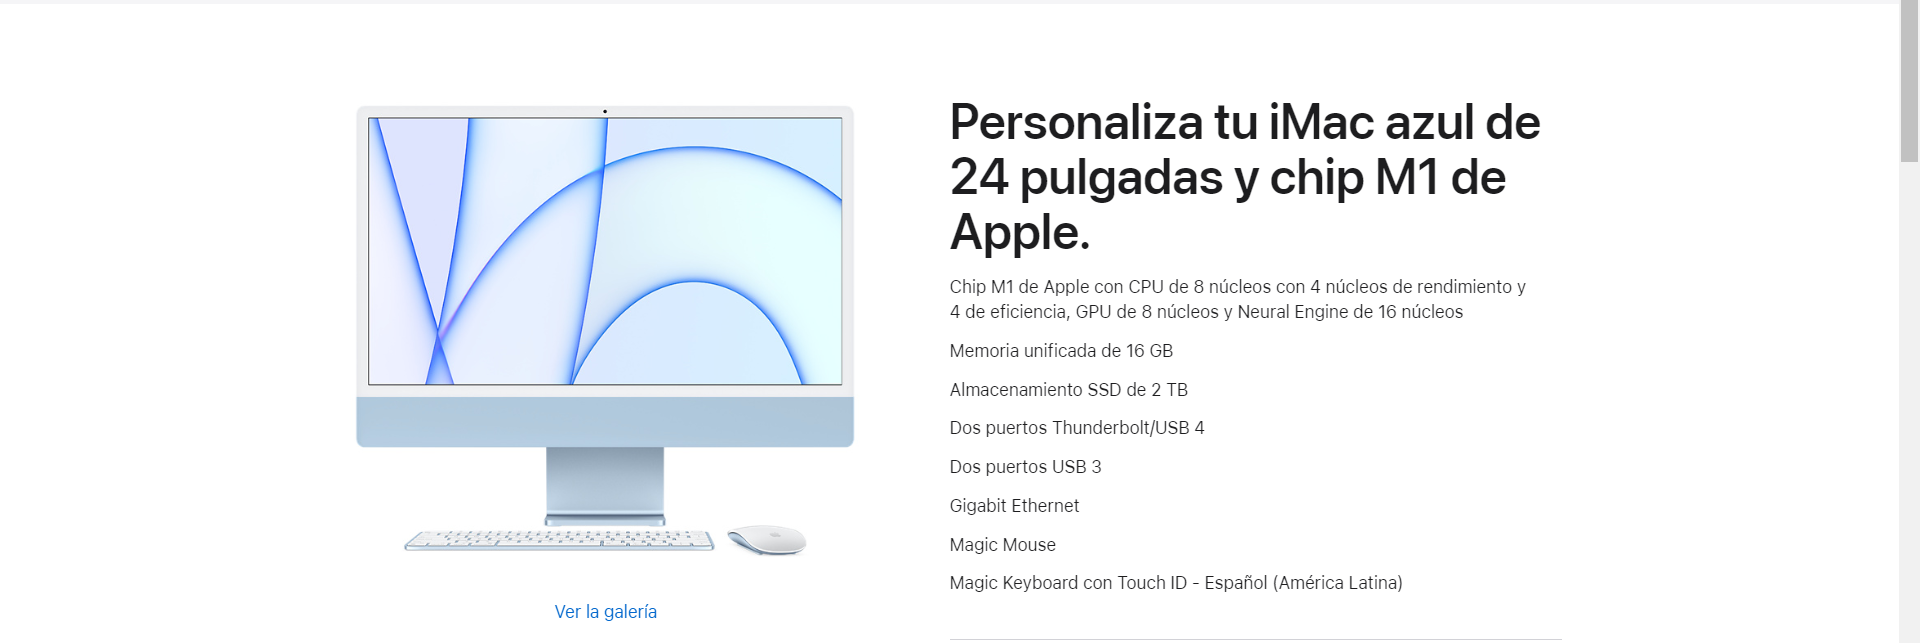 Personaliza tu iMac azul de
24 pulgadas y chip M1 de
Apple.
Chip M1 de Apple con CPU de 8 núcleos con 4 núcleos de rendimiento y
4 de eficiencia, GPU de 8 núcleos y Neural Engine de 16 núcleos
Memoria unificada de 16 GB
Almacenamiento SSD de 2 TB
Dos puertos Thunderbolt/USB 4
Dos puertos USB 3
Gigabit Ethernet
Magic Mouse
Magic Keyboard con Touch ID - Español (América Latina)
Ver la galería